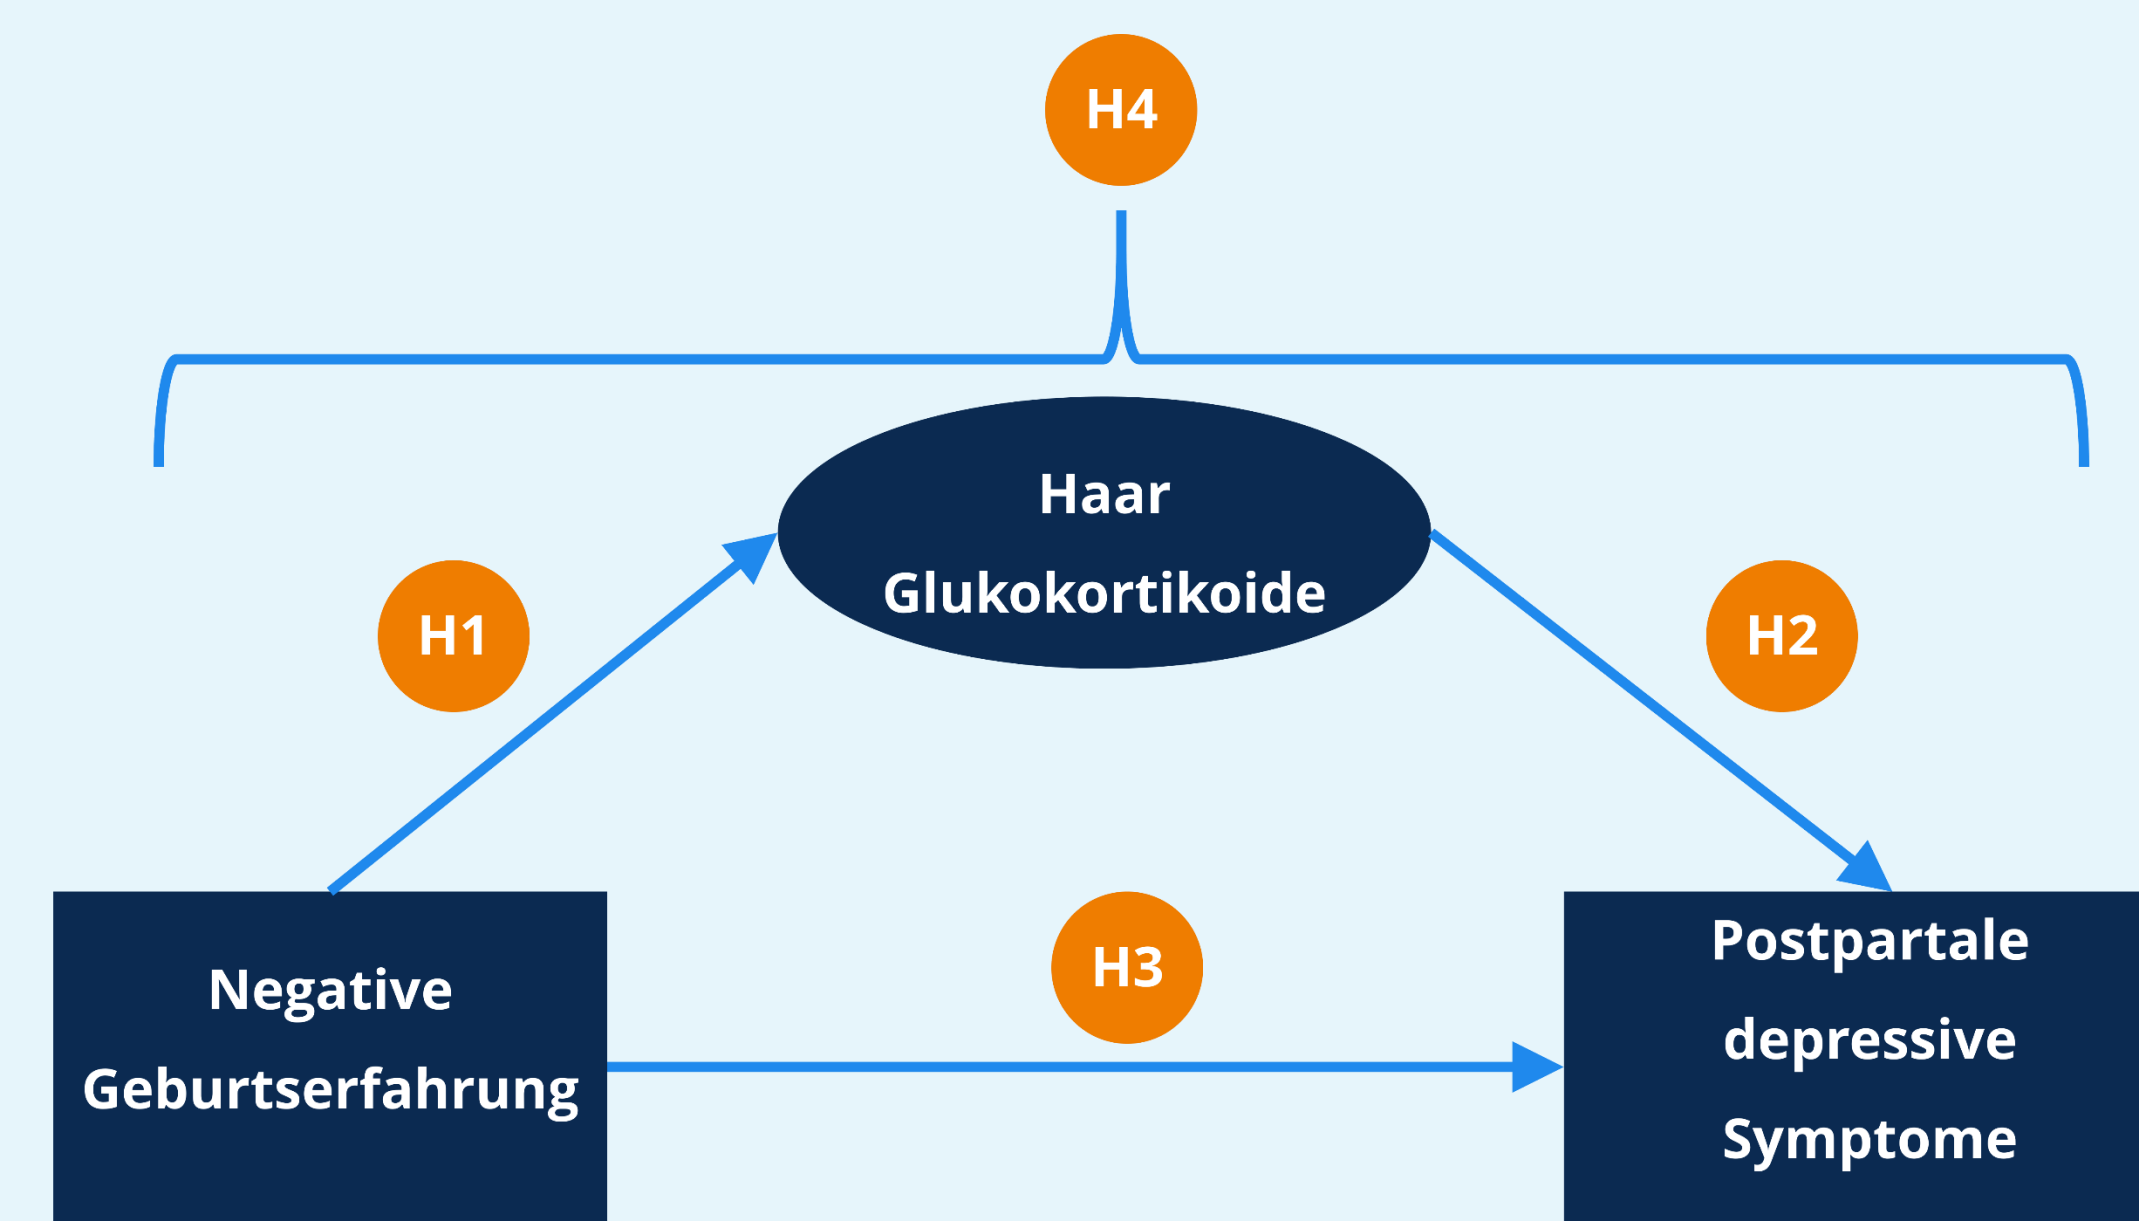 H4
Haar
Glukokortikoide
H1
H2
H3
Negative
Geburtserfahrung
Postpartale
depressive
Symptome